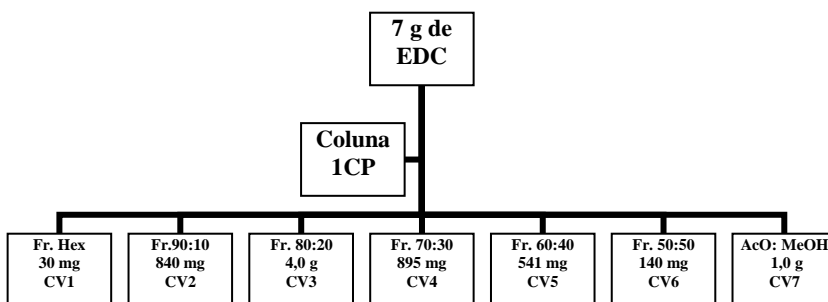 7 g de
EDC
Coluna
1CP
Fr. Hex
30 mg
CV1
Fr.90:10
840 mg
CV2
Fr. 80:20
4,0 g
CV3
Fr. 70:30
895 mg
CV4
Fr. 60:40
541 mg
CV5
Fr. 50:50
140 mg
CV6
AcO: MeOH
1,0 g
CV7